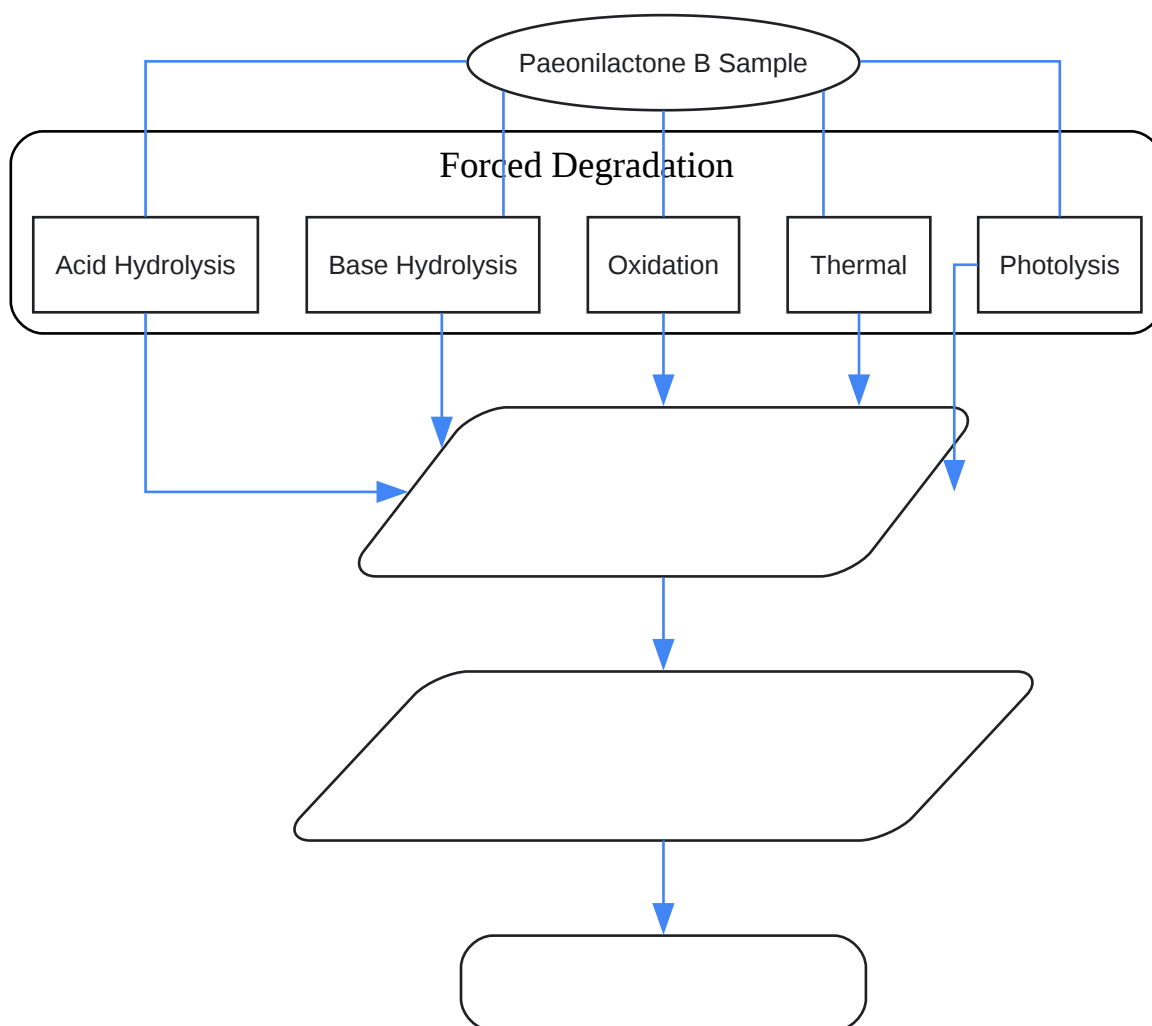 Paeonilactone B Sample
Forced Degradation
Acid Hydrolysis
Base Hydrolysis
Oxidation
Thermal
Photolysis